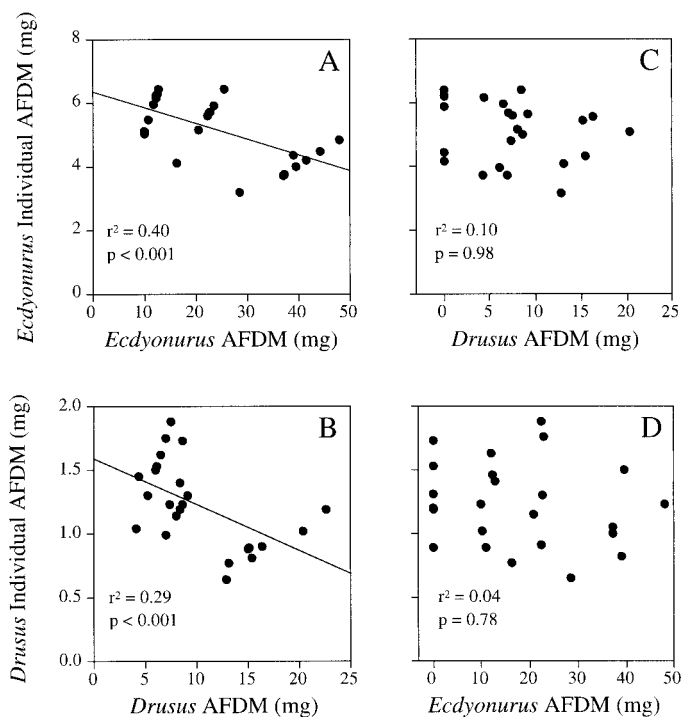 Ecdyonurus Individual AFDM (mg)
8
6
4
2
0
A
r² = 0.40
p < 0.001
0 10 20 30 40 50
Ecdyonurus AFDM (mg)
C
r² = 0.10
p = 0.98
0 5 10 15 20 25
Drusus AFDM (mg)
Drusus Individual AFDM (mg)
2.0
1.5
1.0
0.5
0.0
B
r² = 0.29
p < 0.001
0 5 10 15 20 25
Drusus AFDM (mg)
D
r² = 0.04
p = 0.78
0 10 20 30 40 50
Ecdyonurus AFDM (mg)